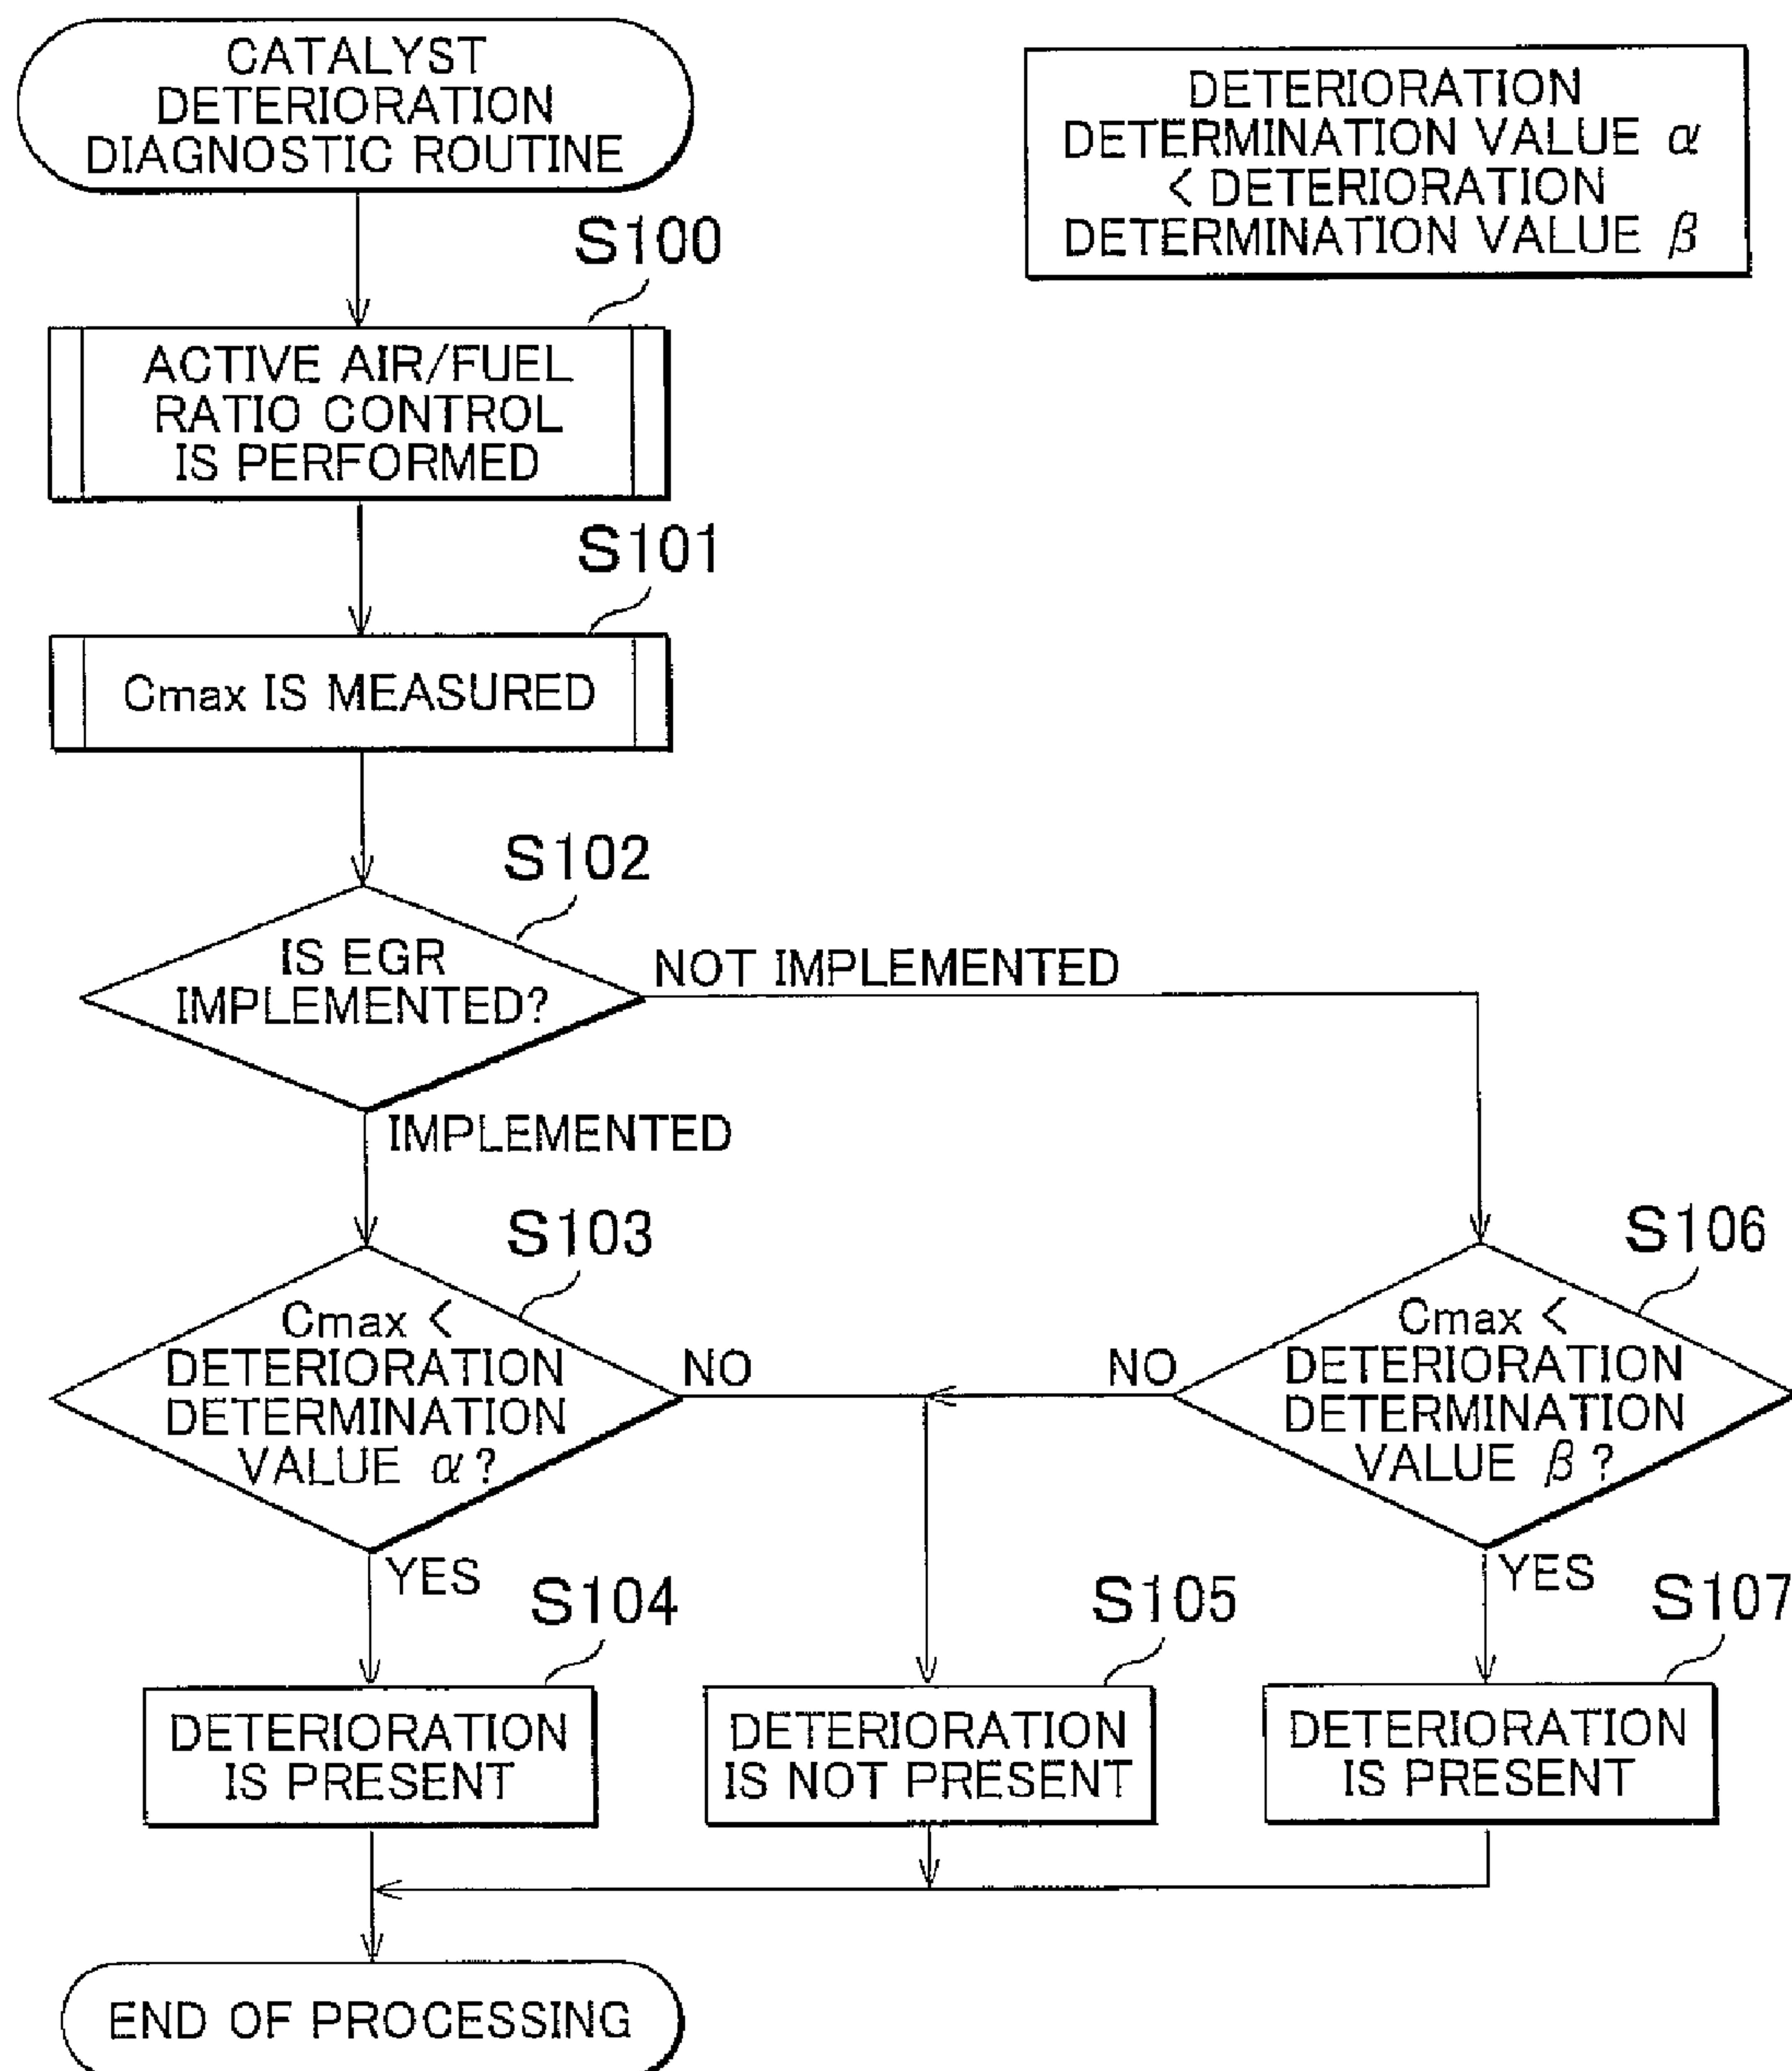 CATALYST
DETERIORATION
DIAGNOSTIC ROUTINE
DETERIORATION
DETERMINATION VALUE α
< DETERIORATION
DETERMINATION VALUE β
S100
ACTIVE AIR/FUEL
RATIO CONTROL
IS PERFORMED
S101
Cmax IS MEASURED
S102
IS EGR
IMPLEMENTED?
NOT IMPLEMENTED
IMPLEMENTED
S103
Cmax <
DETERIORATION
DETERMINATION
VALUE α?
NO
YES
S106
Cmax <
DETERIORATION
DETERMINATION
VALUE β?
NO
YES
S104
DETERIORATION
IS PRESENT
S105
DETERIORATION
IS NOT PRESENT
S107
DETERIORATION
IS PRESENT
END OF PROCESSING